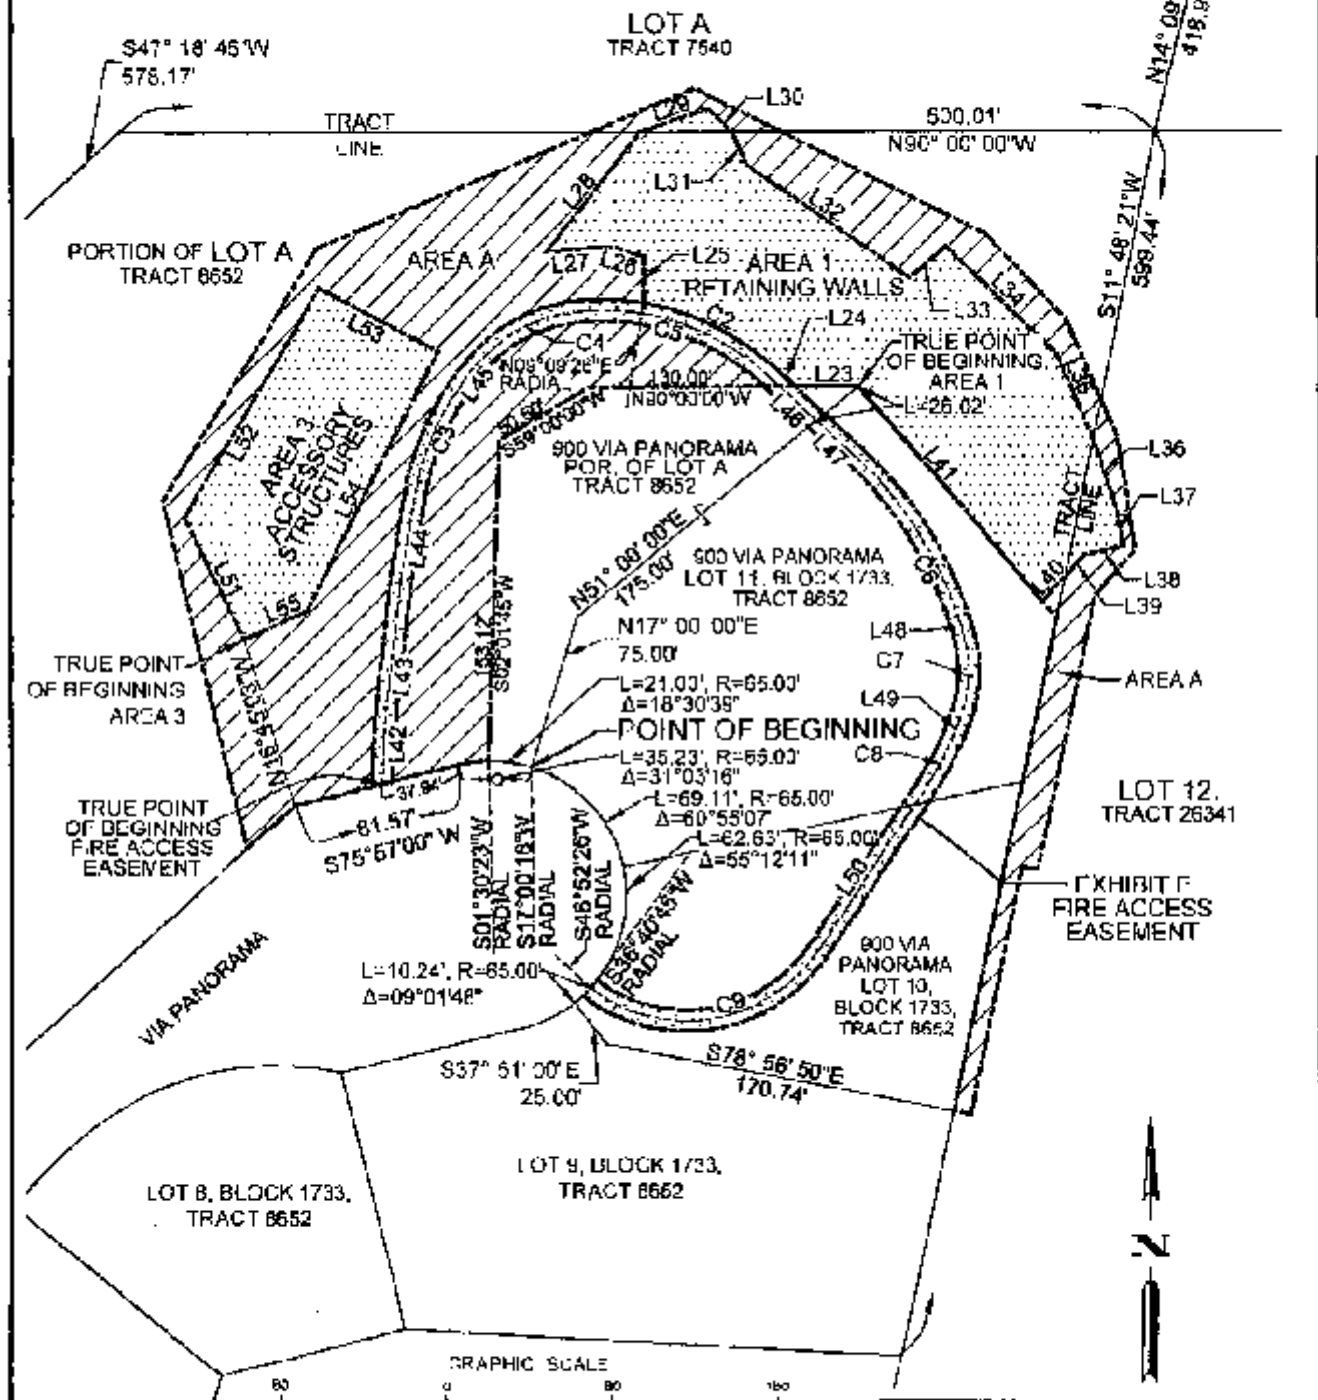 LOT A
TRACT 7540
S47° 18' 45"W
578.17'
N14° 09'
418.9
TRACT
LINE
L29
L30
500.01'
N90° 00' 00"W
L31
L28
L32
S11° 48' 21"W
599.44'
PORTION OF LOT A
TRACT 8652
AREA A
L27
L26
L25
AREA 1
RETAINING WALLS
L34
L33
L53
C2
C5
L24
C4
TRUE POINT
OF BEGINNING,
AREA 1
N09°09'26"E
RADIAL
L45
130.00'
N90°00'00"W
L23
L=26.02'
L35
50.50'
S59°00'00"W
L46
L52
C3
AREA 3
ACCESSORY
STRUCTURES
L54
900 VIA PANORAMA
POR. OF LOT A
TRACT 8652
L47
L41
L36
L37
TRACT
LINE
L44
N51° 00' 00"E
175.00'
900 VIA PANORAMA
LOT 11, BLOCK 1733,
TRACT 8652
C6
L51
L40
L38
L39
L55
N17° 00' 00"E
75.00'
L48
C7
TRUE POINT
OF BEGINNING
AREA 3
L43
S02°01'45"W
L=21.00', R=65.00'
Δ=18°30'39"
L49
AREA A
L42
POINT OF BEGINNING
L=35.23', R=65.00'
Δ=31°03'16"
C8
L=69.11', R=65.00'
Δ=60°55'07"
LOT 12,
TRACT 26341
TRUE POINT
OF BEGINNING
FIRE ACCESS
EASEMENT
37.94'
81.57'
S75°57'00" W
L=62.63', R=65.00'
Δ=55°12'11"
S01°30'23"W
RADIAL
S17°00'16"W
RADIAL
S48°52'26"W
RADIAL
S36°40'45"W
RADIAL
L50
EXHIBIT F
FIRE ACCESS
EASEMENT
VIA PANORAMA
L=10.24', R=65.00'
Δ=09°01'48"
C9
900 VIA
PANORAMA
LOT 10,
BLOCK 1733,
TRACT 8652
S37° 51' 00"E
25.00'
S78° 56' 50"E
170.74'
LOT 8, BLOCK 1733,
TRACT 8652
LOT 9, BLOCK 1733,
TRACT 8652
N
GRAPHIC SCALE
80
0
80
160